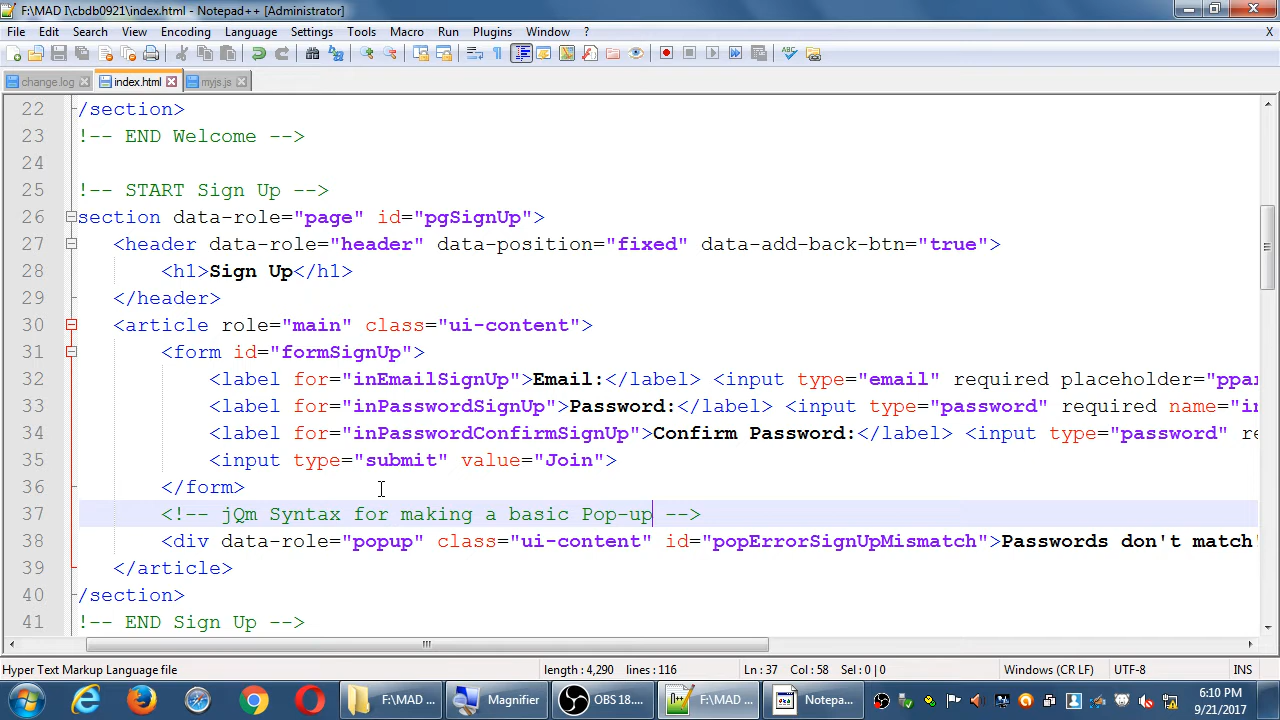 F:\MAD I\cbdb0921\index.html - Notepad++ [Administrator]
File Edit Search View Encoding Language Settings Tools Macro Run Plugins Window ? X
change.log index.html myjs.js
22 /section>
23 !-- END Welcome -->
24
25 !-- START Sign Up -->
26 section data-role="page" id="pgSignUp">
27 <header data-role="header" data-position="fixed" data-add-back-btn="true">
28 <h1>Sign Up</h1>
29 </header>
30 <article role="main" class="ui-content">
31 <form id="formSignUp">
32 <label for="inEmailSignUp">Email:</label> <input type="email" required placeholder="ppar
33 <label for="inPasswordSignUp">Password:</label> <input type="password" required name="in
34 <label for="inPasswordConfirmSignUp">Confirm Password:</label> <input type="password" re
35 <input type="submit" value="Join">
36 </form>
37 <!-- jQm Syntax for making a basic Pop-up -->
38 <div data-role="popup" class="ui-content" id="popErrorSignUpMismatch">Passwords don't match
39 </article>
40 /section>
41 !-- END Sign Up -->
Hyper Text Markup Language file length : 4,290 lines : 116 Ln : 37 Col : 58 Sel : 0 | 0 Windows (CR LF) UTF-8 INS
F:\MAD ... Magnifier OBS 18.... F:\MAD ... Notepa... 6:10 PM
9/21/2017